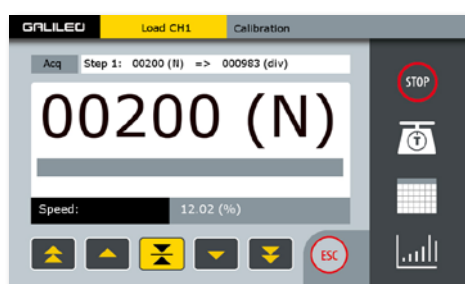 GALILEO Load CH1 Calibration
Acq Step 1: 00200 (N) => 000983 (div)
STOP
00200 (N)
T
Speed: 12.02 (%)
ESC